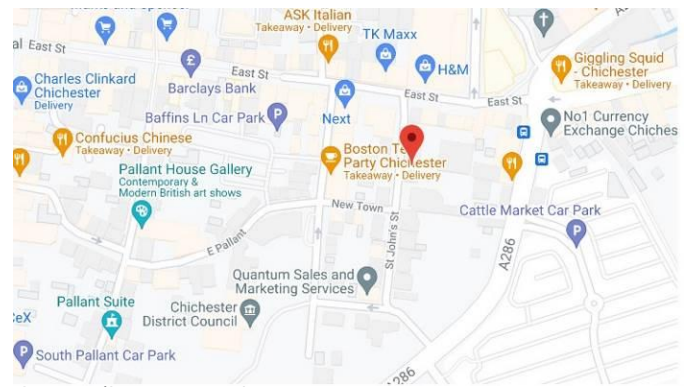 ASK Italian
Takeaway • Delivery
TK Maxx
East St
East St
Barclays Bank
H&M
Giggling Squid
- Chichester
Takeaway • Delivery
Charles Clinkard
Chichester
Delivery
East St
East St
Baffins Ln Car Park
Next
No1 Currency
Exchange Chiches
Confucius Chinese
Takeaway • Delivery
Boston Te
Party Chichester
Takeaway • Delivery
Pallant House Gallery
Contemporary &
Modern British art shows
New Town
Cattle Market Car Park
E Pallant
St John's St
A286
Quantum Sales and
Marketing Services
Pallant Suite
Chichester
District Council
eX
South Pallant Car Park
A286